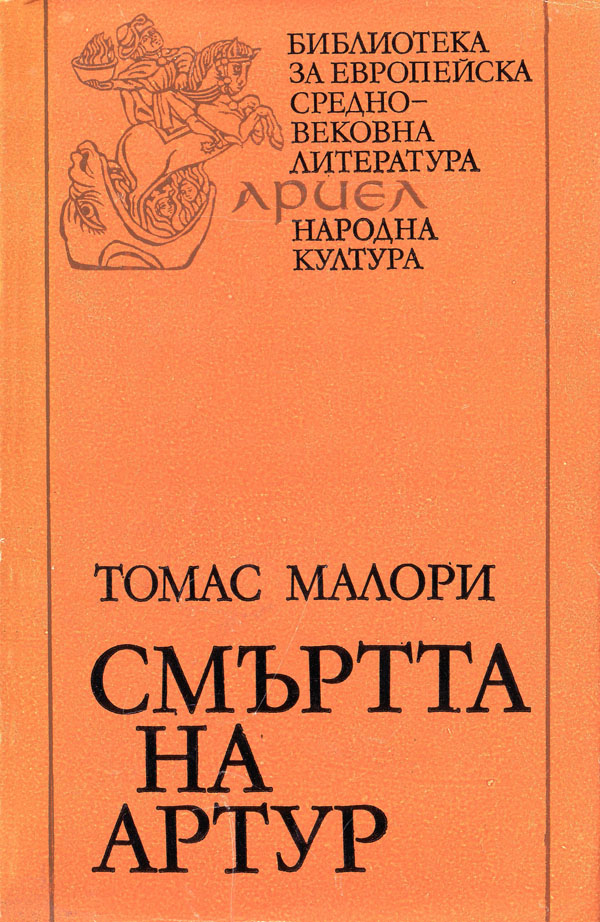 БИБЛИОТЕКА
ЗА ЕВРОПЕЙСКА
СРЕДНО–
ВЕКОВНА
ЛИТЕРАТУРА
АРИЕЛ
НАРОДНА
КУЛТУРА
ТОМАС МАЛОРИ
СМЪРТТА
НА
АРТУР